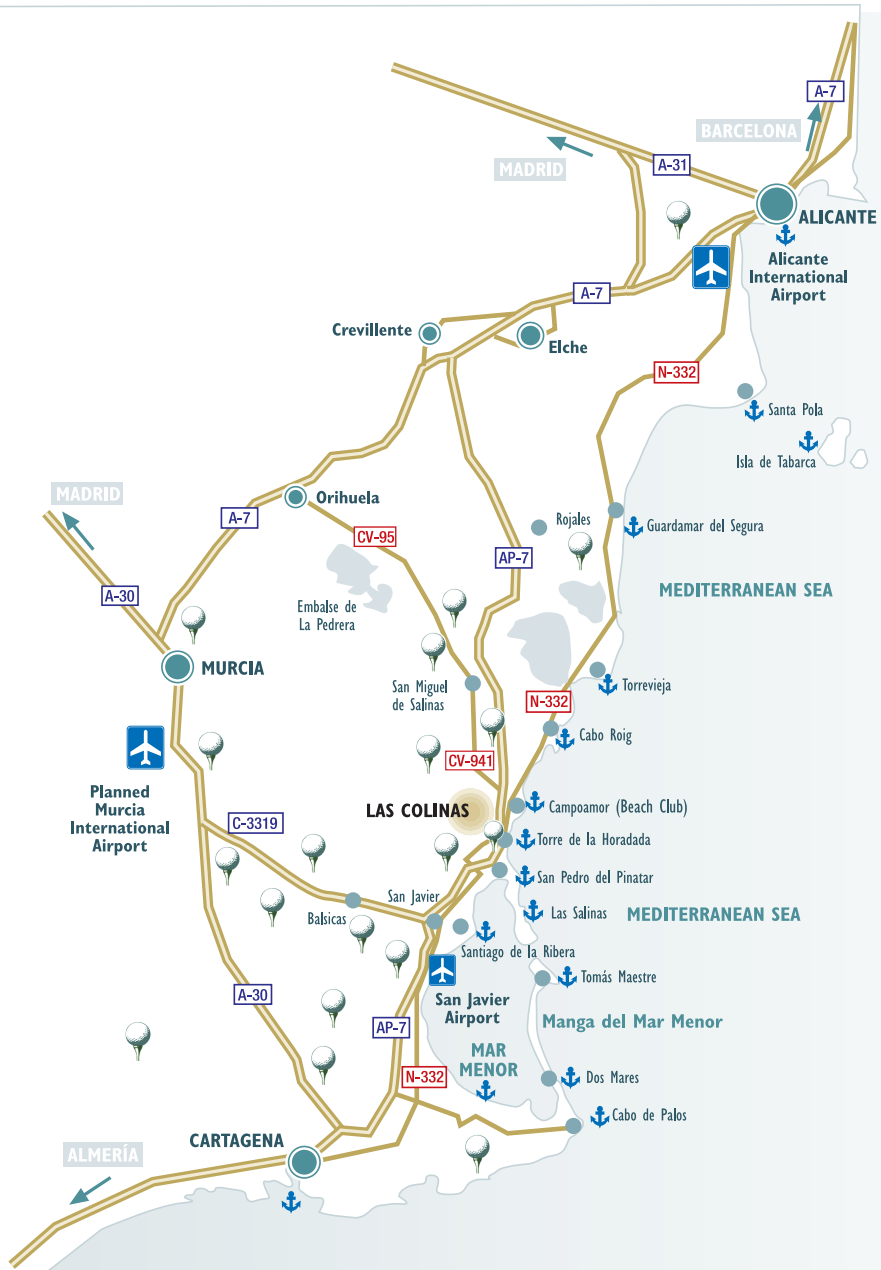 A-7
BARCELONA
MADRID
A-31
ALICANTE
Alicante
International
Airport
A-7
Crevillente
Elche
N-332
Santa Pola
Isla de Tabarca
MADRID
Orihuela
A-7
CV-95
Rojales
Guardamar del Segura
AP-7
A-30
Embalse de
La Pedrera
MEDITERRANEAN SEA
MURCIA
San Miguel
de Salinas
Torrevieja
N-332
Cabo Roig
CV-941
Planned
Murcia
International
Airport
LAS COLINAS
Campoamor (Beach Club)
C-3319
Torre de la Horadada
San Pedro del Pinatar
San Javier
Balsicas
Las Salinas
MEDITERRANEAN SEA
Santiago de la Ribera
Tomás Maestre
A-30
San Javier
Airport
AP-7
Manga del Mar Menor
MAR
MENOR
N-332
Dos Mares
Cabo de Palos
CARTAGENA
ALMERÍA